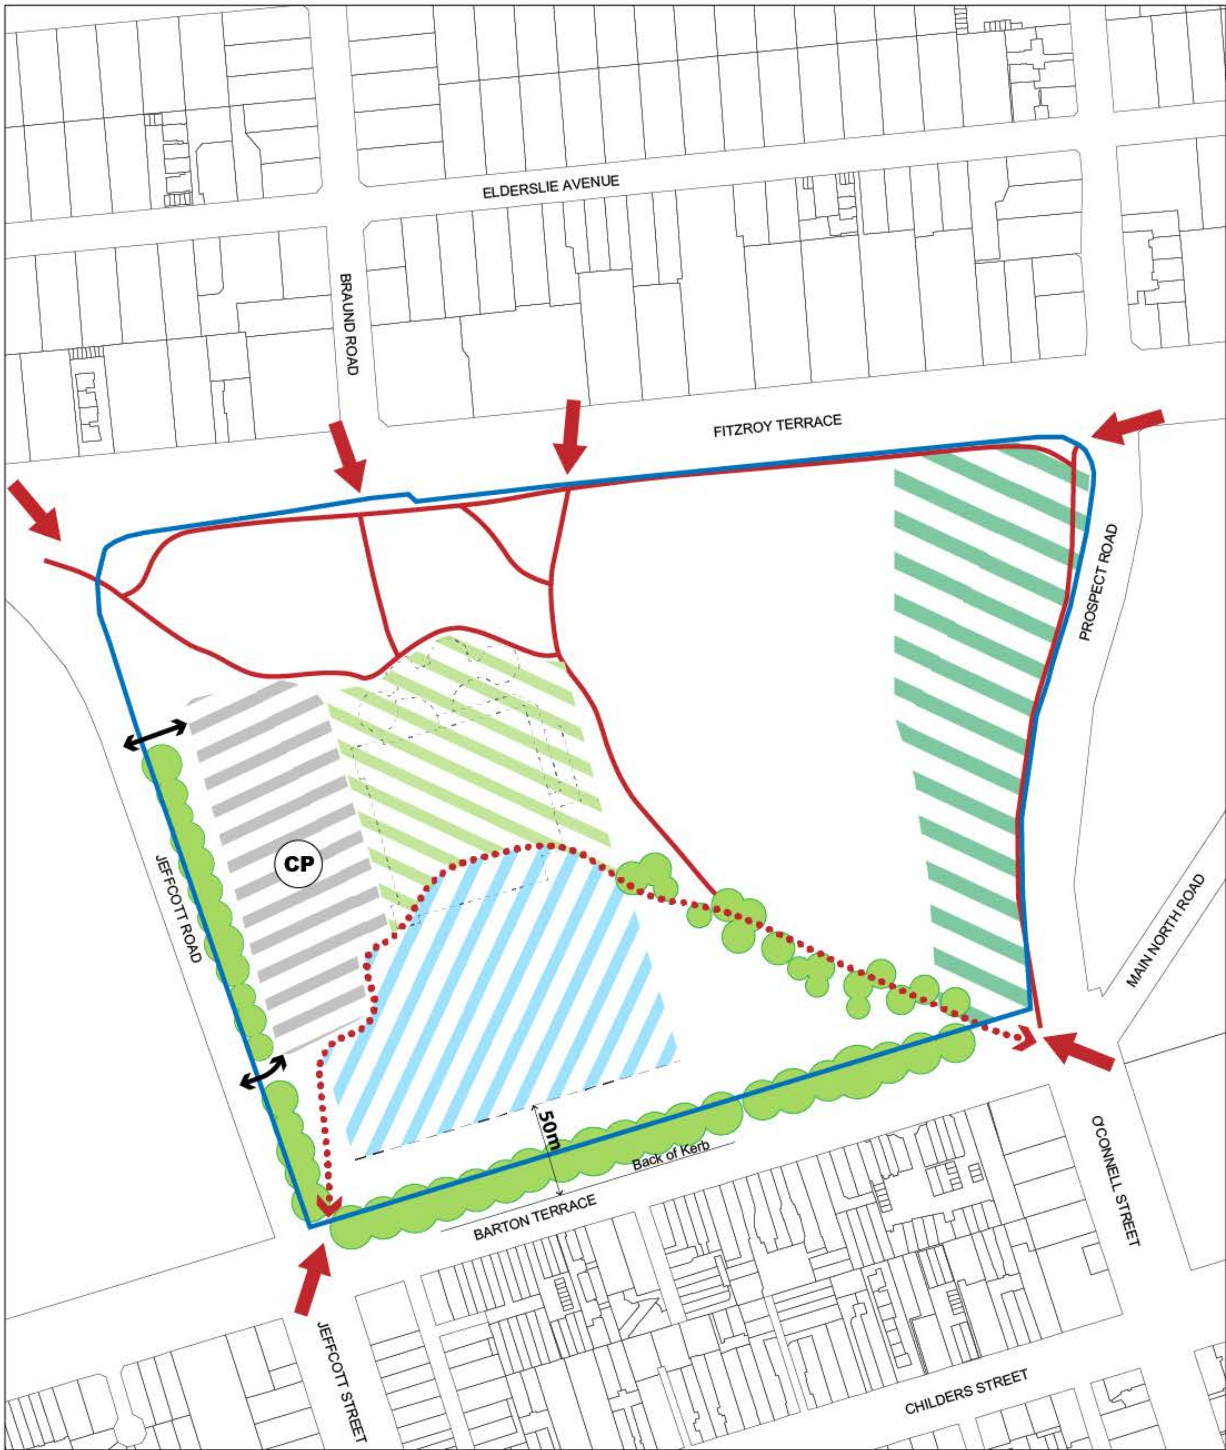 ELDERSLIE AVENUE
BRAUND ROAD
FITZROY TERRACE
PROSPECT ROAD
CP
JEFFCOTT ROAD
MAIN NORTH ROAD
50m
Back of Kerb
BARTON TERRACE
O'CONNELL STREET
JEFFCOTT STREET
CHILDERS STREET